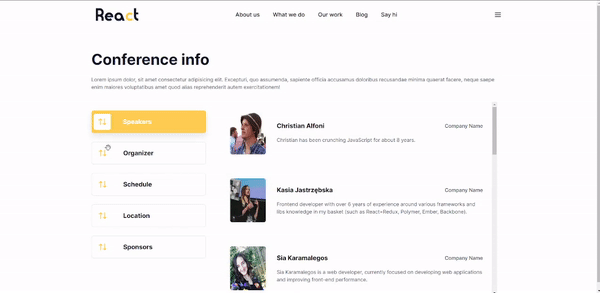 React
About us
What we do
Our work
Blog
Say hi
Conference info
Lorem ipsum dolor, sit amet consectetur adipisicing elit. Excepturi, quo assumenda, sapiente officia accusamus doloribus recusandae minima quaerat facere, neque saepe
enim maiores voluptatibus amet quod alias reprehenderit autem exercitationem!
Speakers
Organizer
Schedule
Location
Sponsors
Christian Alfoni
Company Name
Christian has been crunching JavaScript for about 8 years.
Kasia Jastrzębska
Company Name
Frontend developer with over 9 years of experience around various frameworks and
libs knowledge in my basket (such as React+Redux, Polymer, Ember, Backbone).
Sia Karamalegos
Company Name
Sia Karamalegos is a web developer, currently focused on developing web applications
and improving front-end performance.